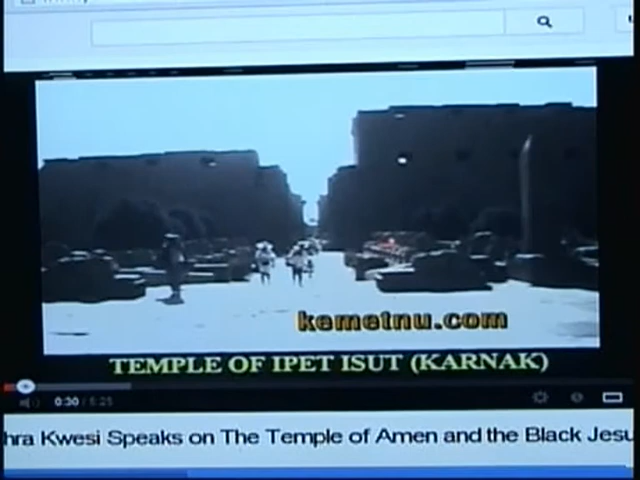 kemetnu.com
TEMPLE OF IPET ISUT (KARNAK)
0:30 / 5:25
hra Kwesi Speaks on The Temple of Amen and the Black Jesu